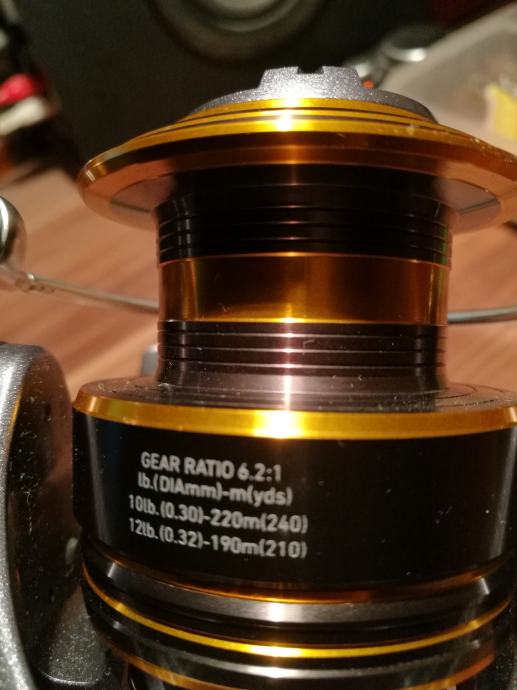 GEAR RATIO 6.2:1
lb.(DIAmm)-m(yds)
10lb.(0.30)-220m(240)
12lb.(0.32)-190m(210)